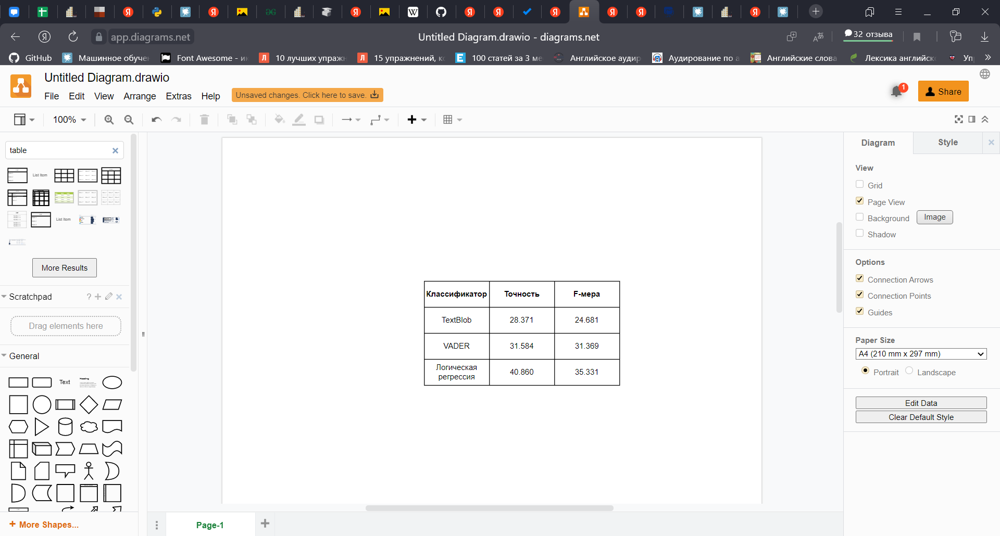 app.diagrams.net
Untitled Diagram.drawio - diagrams.net
32 отзыва
GitHub
Машинное обуче
Font Awesome - и
10 лучших упраж
15 упражнений, к
100 статей за 3 ме
Английское аудир
Аудирование по а
Английские слова
Лексика английск
Уп
Untitled Diagram.drawio
File Edit View Arrange Extras Help
Unsaved changes. Click here to save.
1
Share
100%
table
List Item
List Item
More Results
Scratchpad
?
Drag elements here
General
Text
Heading
+ More Shapes...
Классификатор Точность F-мера
TextBlob 28.371 24.681
VADER 31.584 31.369
Логическая
регрессия 40.860 35.331
Page-1
Diagram Style
View
Grid
Page View
Background Image
Shadow
Options
Connection Arrows
Connection Points
Guides
Paper Size
A4 (210 mm x 297 mm)
Portrait Landscape
Edit Data
Clear Default Style